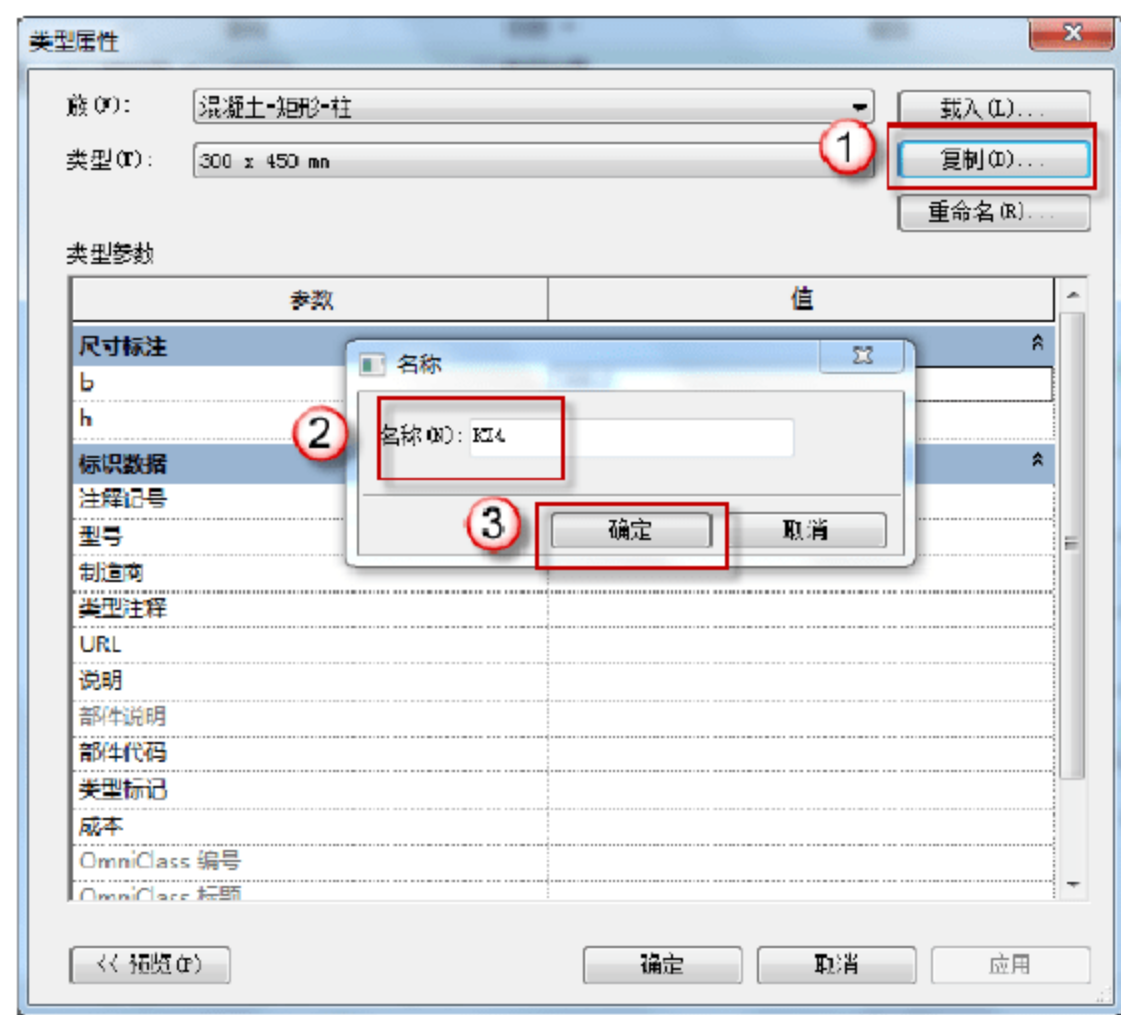 类型属性
族(F):
混凝土-矩形-柱
载入(L)...
1
类型(T):
300 x 450 mm
复制(D)...
重命名(R)...
类型参数
参数
值
尺寸标注
b
h
名称
2
名称(N): KZ4
3
确定
取消
标识数据
注释记号
型号
制造商
类型注释
URL
说明
部件说明
部件代码
类型标记
成本
OmniClass 编号
OmniClass 标题
<< 预览(P)
确定
取消
应用